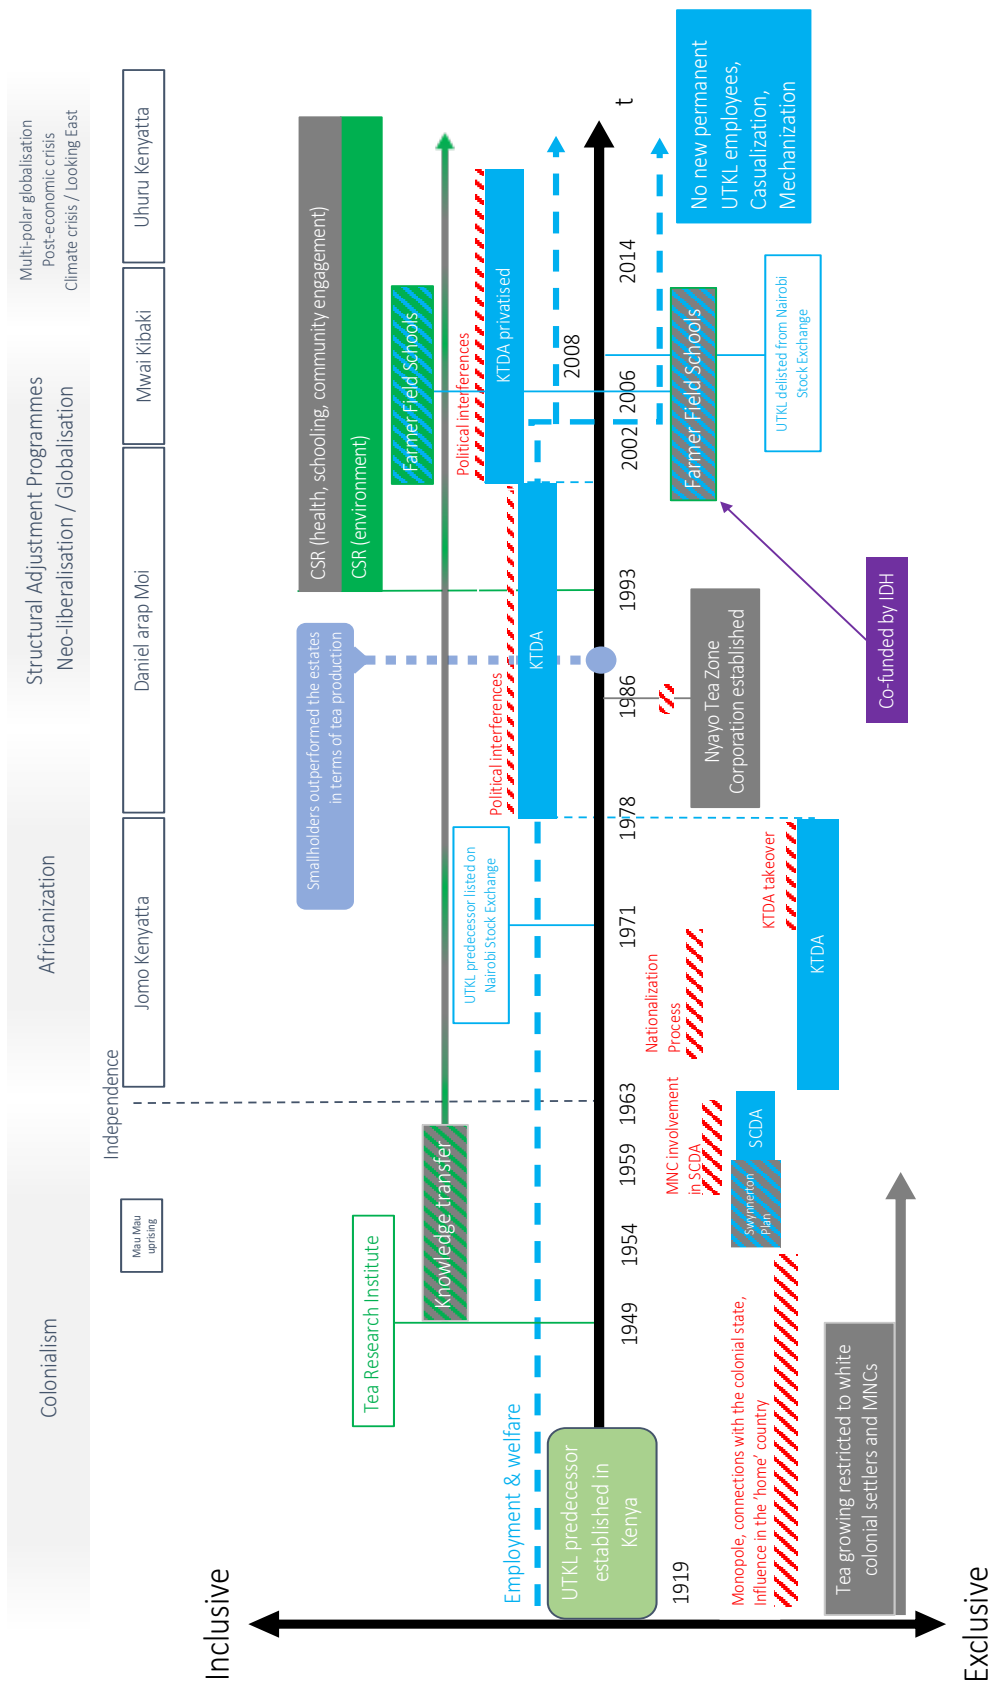 Colonialism
Africanization
Structural Adjustment Programmes
Neo-liberalisation / Globalisation
Multi-polar globalisation
Post-economic crisis
Climate crisis / Looking East
Mau Mau
uprising
Independence
Jomo Kenyatta
Daniel arap Moi
Mwai Kibaki
Uhuru Kenyatta
Inclusive
Tea Research Institute
Knowledge transfer
Smallholders outperformed the estates
in terms of tea production
CSR (health, schooling, community engagement)
CSR (environment)
Farmer Field Schools
UTKL predecessor listed on
Nairobi Stock Exchange
Political interferences
KTDA
Political interferences
KTDA privatised
Employment & welfare
UTKL predecessor
established in
Kenya
2008
t
1919
1949
1954
1959
1963
1971
1978
1986
1993
2002
2006
2014
MNC involvement
in SCDA
Nationalization
Process
Nyayo Tea Zone
Corporation established
Farmer Field Schools
No new permanent
UTKL employees,
Casualization,
Mechanization
Monopole, connections with the colonial state,
Influence in the ‘home’ country
Swynnerton
Plan
SCDA
KTDA takeover
KTDA
UTKL delisted from Nairobi
Stock Exchange
Tea growing restricted to white
colonial settlers and MNCs
Co-funded by IDH
Exclusive